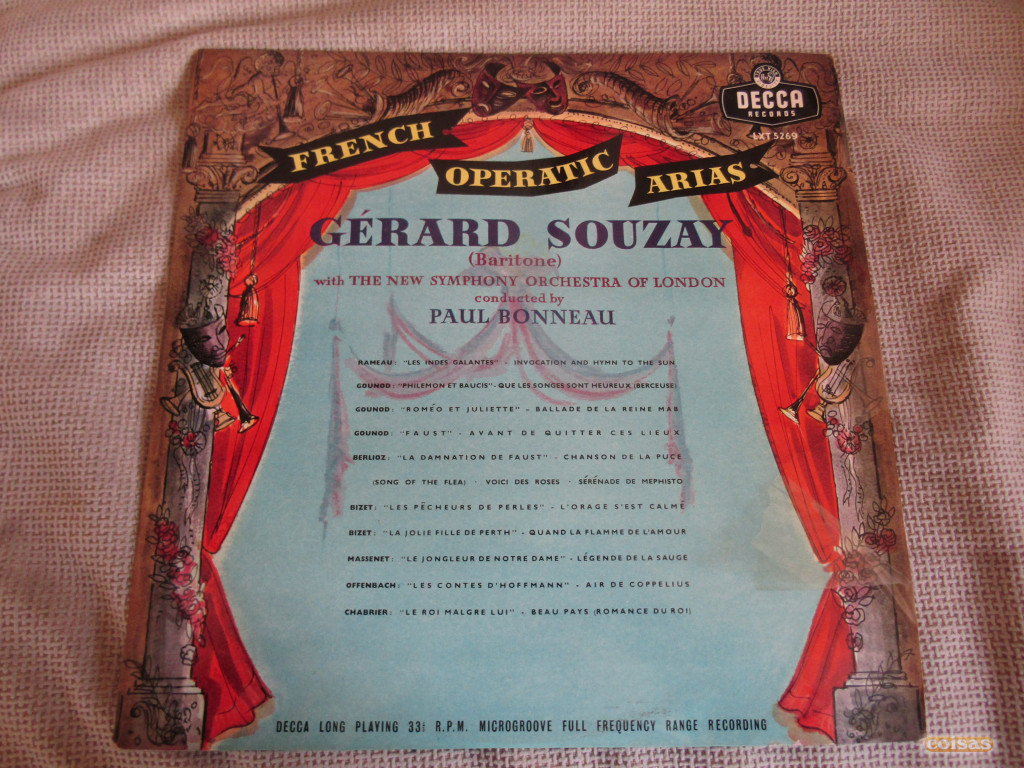 DECCA
RECORDS
LXT 5269
FRENCH
OPERATIC
ARIAS
GÉRARD SOUZAY
(Baritone)
with THE NEW SYMPHONY ORCHESTRA OF LONDON
conducted by
PAUL BONNEAU
RAMEAU: "LES INDES GALANTES" - INVOCATION AND HYMN TO THE SUN
GOUNOD: "PHILEMON ET BAUCIS" - QUE LES SONGES SONT HEUREUX (BERCEUSE)
GOUNOD: "ROMÉO ET JULIETTE" - BALLADE DE LA REINE MAB
GOUNOD: "FAUST" - AVANT DE QUITTER CES LIEUX
BERLIOZ: "LA DAMNATION DE FAUST" - CHANSON DE LA PUCE
(SONG OF THE FLEA) · VOICI DES ROSES · SÉRÉNADE DE MEPHISTO
BIZET: "LES PÊCHEURS DE PERLES" - L'ORAGE S'EST CALMÉ
BIZET: "LA JOLIE FILLE DE PERTH" - QUAND LA FLAMME DE L'AMOUR
MASSENET: "LE JONGLEUR DE NOTRE DAME" - LÉGENDE DE LA SAUGE
OFFENBACH: "LES CONTES D'HOFFMANN" - AIR DE COPPELIUS
CHABRIER: "LE ROI MALGRE LUI" - BEAU PAYS (ROMANCE DU ROI)
DECCA LONG PLAYING 33⅓ R.P.M. MICROGROOVE FULL FREQUENCY RANGE RECORDING
coisas